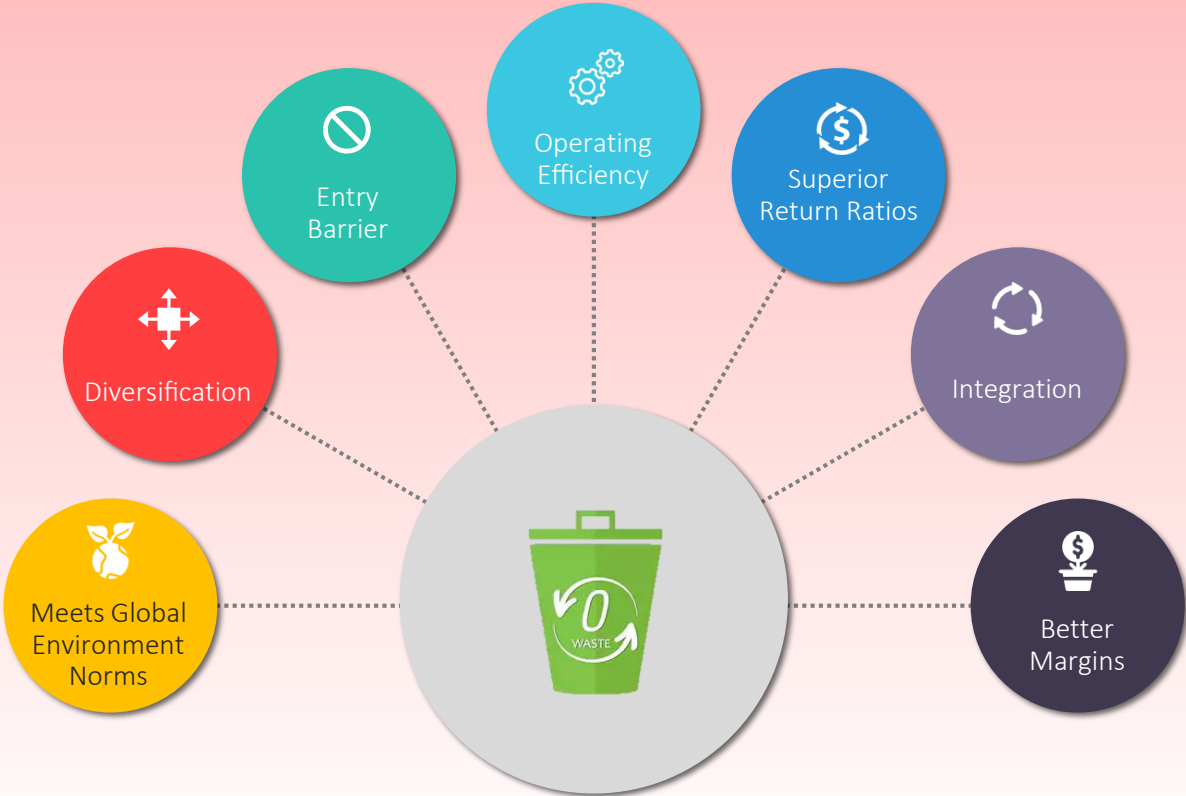 Operating
Efficiency
Entry
Barrier
Superior
Return Ratios
Diversification
Integration
Meets Global
Environment
Norms
0
WASTE
Better
Margins